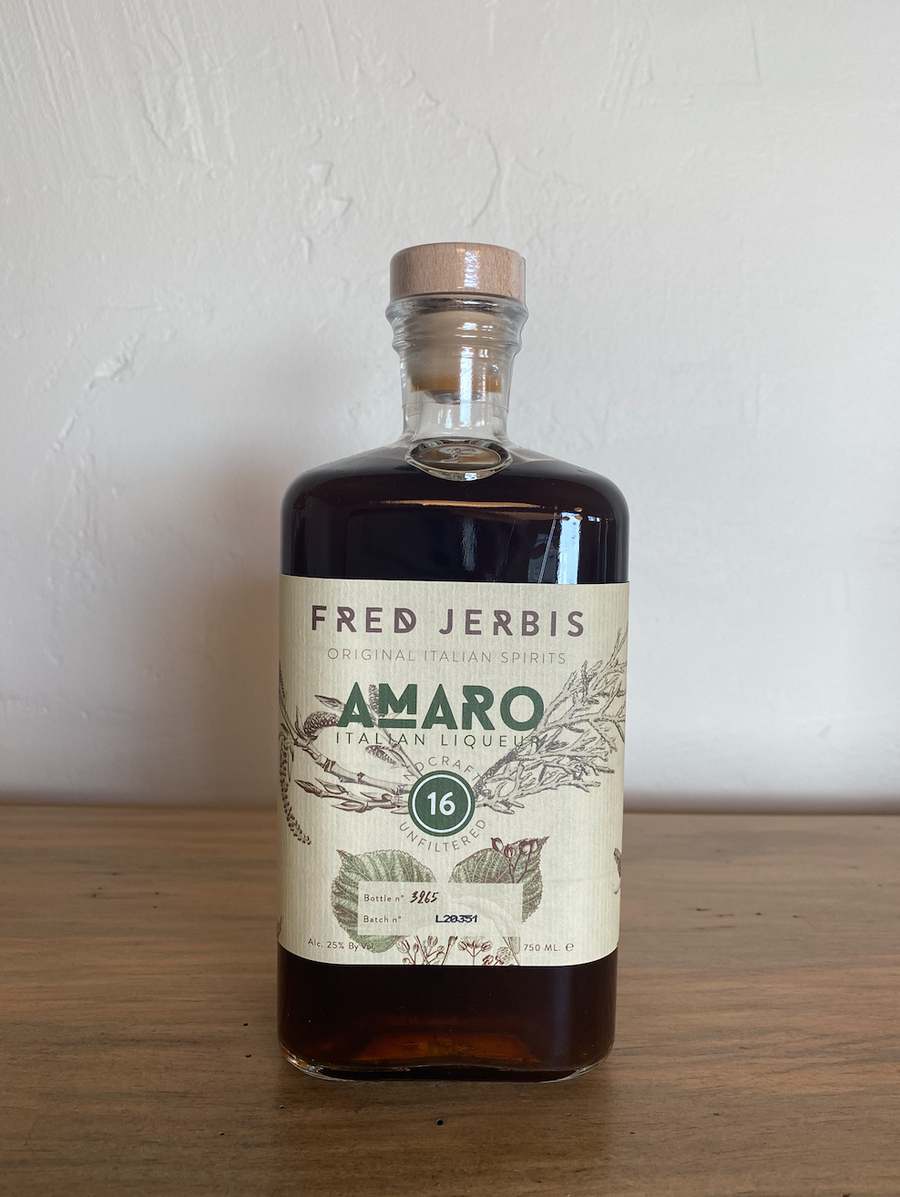 FRED JERBIS
ORIGINAL ITALIAN SPIRITS
AMARO
ITALIAN LIQUEUR
16
UNFILTERED
Bottle n° 3265
Batch n° L20351
Alc. 25% By Vol.
750 ML. ℮